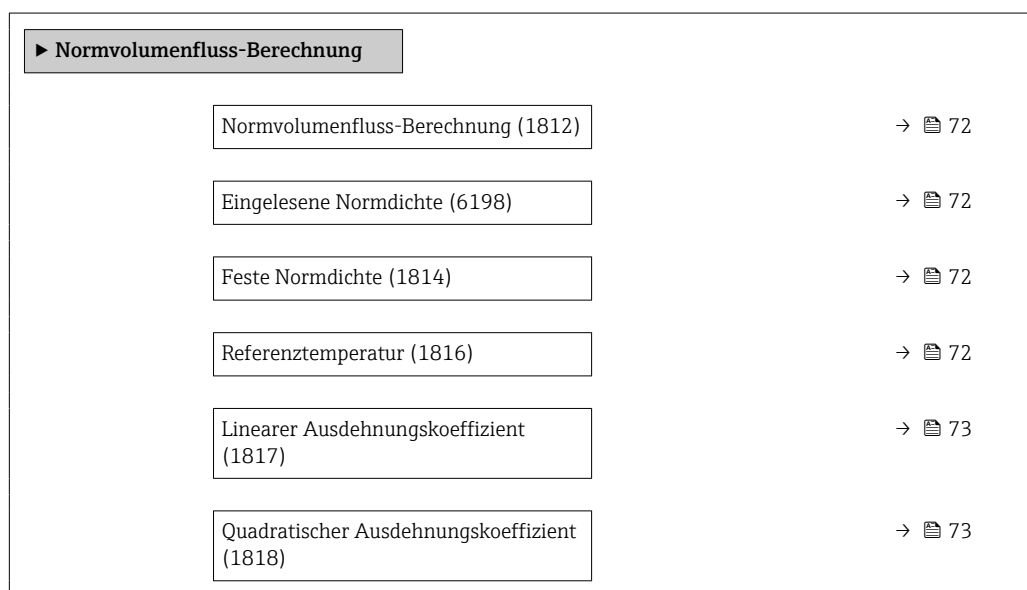 ▶ Normvolumenfluss-Berechnung
Normvolumenfluss-Berechnung (1812) → 72
Eingelesene Normdichte (6198) → 72
Feste Normdichte (1814) → 72
Referenztemperatur (1816) → 72
Linearer Ausdehnungskoeffizient → 73
(1817)
Quadratischer Ausdehnungskoeffizient → 73
(1818)